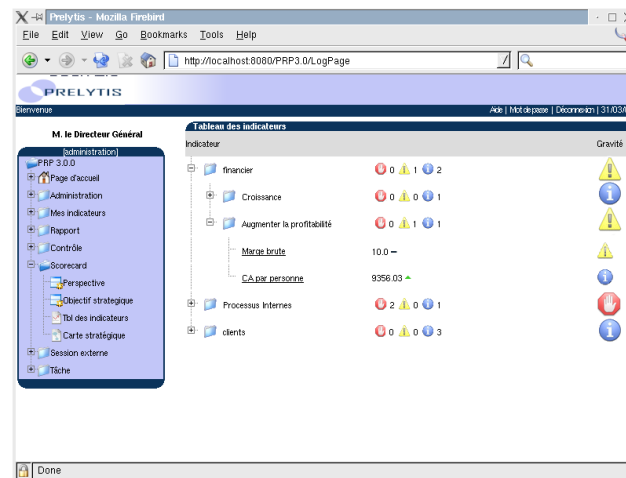 Prelytis - Mozilla Firebird
File Edit View Go Bookmarks Tools Help
http://localhost:8080/PRP3.0/LogPage
PRELYTIS
Bienvenue
Aide | Mot de passe | Déconnexion | 31/03/
M. le Directeur Général
[administration]
PRP 3.0.0
Page d'accueil
Administration
Mes indicateurs
Rapport
Contrôle
Scorecard
Perspective
Objectif strategique
Tbl des indicateurs
Carte stratégique
Session externe
Tâche
Tableau des indicateurs
Indicateur Gravité
financier 0 1 2
Croissance 0 0 1
Augmenter la profitabilité 0 1 1
Marge brute 10.0
CA par personne 9356.03
Processus Internes 2 0 1
clients 0 0 3
Done